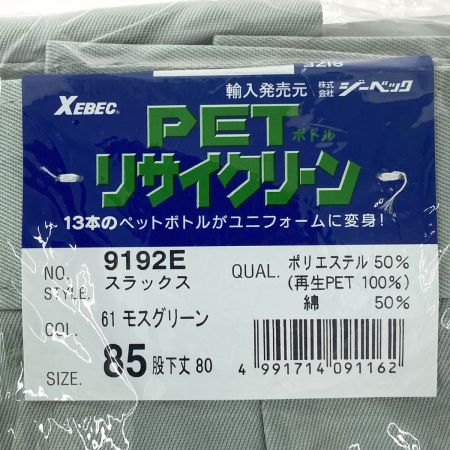 SIZE
XEBEC
輸入発売元 株式会社 ジーベック
PETボトル
リサイクリーン
13本のペットボトルがユニフォームに変身!
NO. 9192E
STYLE. スラックス
QUAL. ポリエステル 50%
(再生PET 100%)
綿 50%
COL. 61 モスグリーン
SIZE. 85 股下丈 80
4 991714 091162